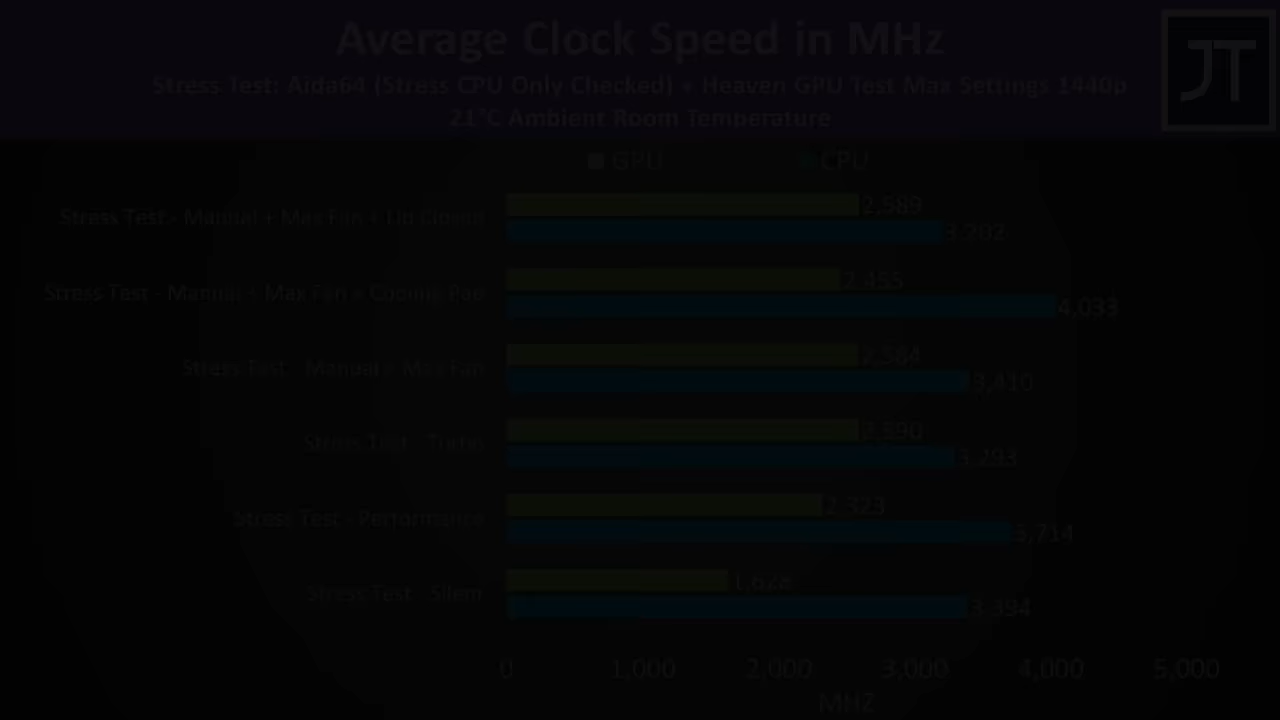 Average Clock Speed in MHz
JT
Stress Test: Aida64 (Stress CPU Only Checked) + Heaven GPU Test Max Settings 1440p
21°C Ambient Room Temperature
GPU CPU
Stress Test - Manual + Max Fan + Lid Closed
2,589
3,202
Stress Test - Manual + Max Fan + Cooling Pad
2,455
4,033
Stress Test - Manual + Max Fan
2,584
3,410
Stress Test - Turbo
2,590
3,293
Stress Test - Performance
2,323
3,714
Stress Test - Silent
1,628
3,394
0 1,000 2,000 3,000 4,000 5,000
MHZ